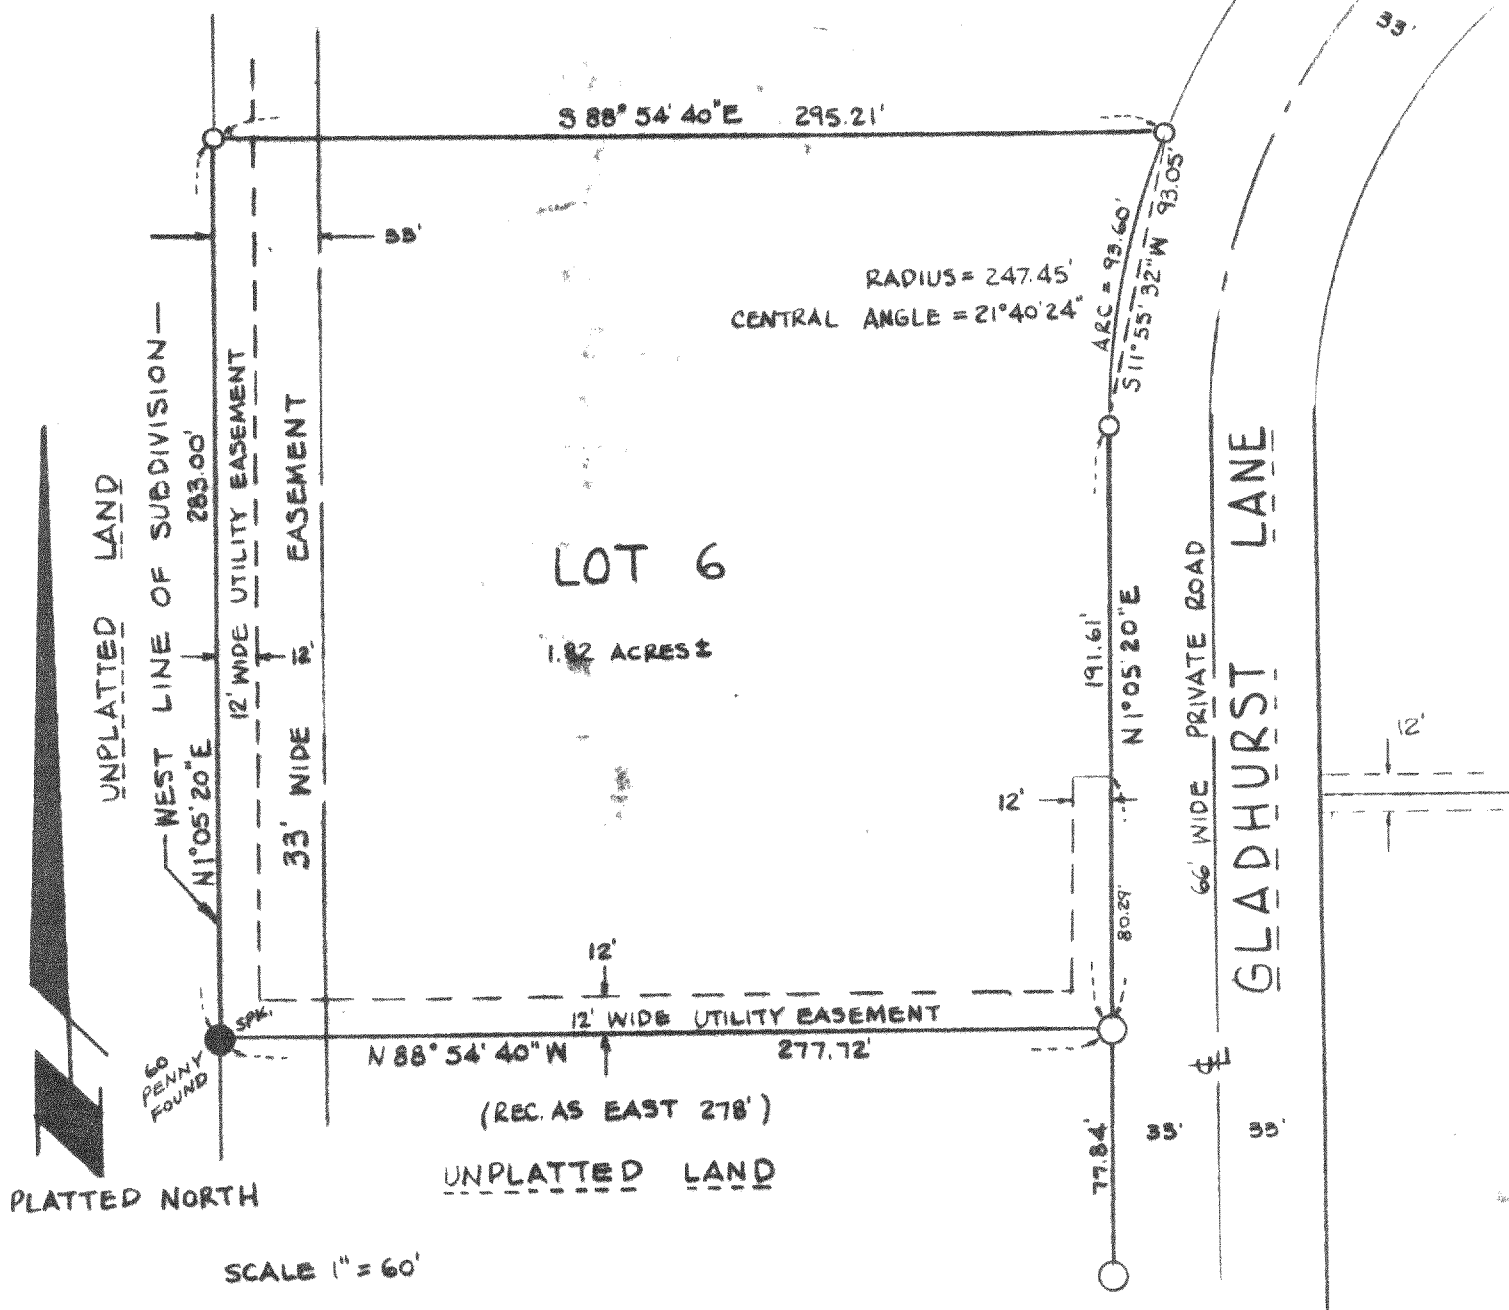 33'
S 88° 54' 40" E 295.21'
33'
RADIUS = 247.45'
CENTRAL ANGLE = 21° 40' 24"
ARC = 93.60'
S 11° 55' 32" W 93.05'
UNPLATTED LAND
WEST LINE OF SUBDIVISION
N 1° 05' 20" E 283.00'
12' WIDE UTILITY EASEMENT
33' WIDE EASEMENT
12'
LOT 6
1.82 ACRES ±
191.61'
N 1° 05' 20" E
66' WIDE PRIVATE ROAD
GLADHURST LANE
12'
12'
80.29'
12'
12' WIDE UTILITY EASEMENT
SPK.
60
PENNY
FOUND
N 88° 54' 40" W 277.72'
(REC. AS EAST 278')
UNPLATTED LAND
77.84'
℄
33' 33'
PLATTED NORTH
SCALE 1" = 60'